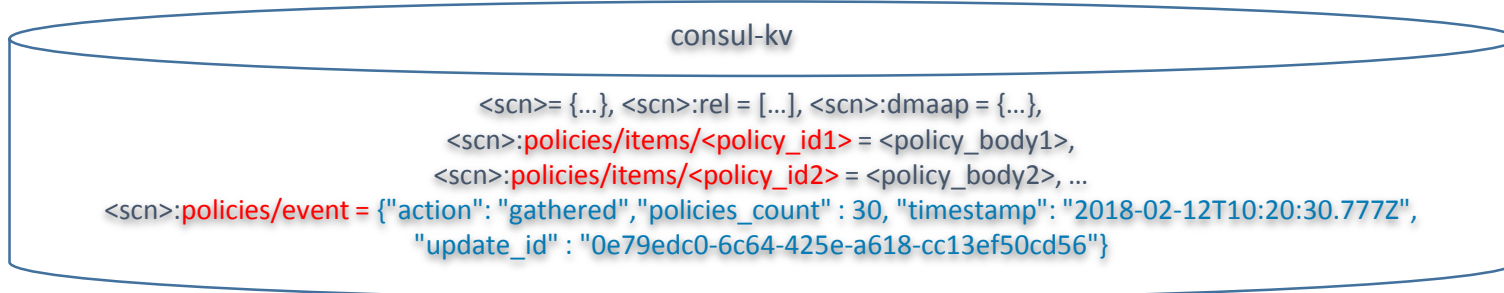 consul-kv
<scn>= {…}, <scn>:rel = […], <scn>:dmaap = {…},
<scn>:policies/items/<policy_id1> = <policy_body1>,
<scn>:policies/items/<policy_id2> = <policy_body2>, …
<scn>:policies/event = {"action": "gathered","policies_count" : 30, "timestamp": "2018-02-12T10:20:30.777Z",
"update_id" : "0e79edc0-6c64-425e-a618-cc13ef50cd56"}